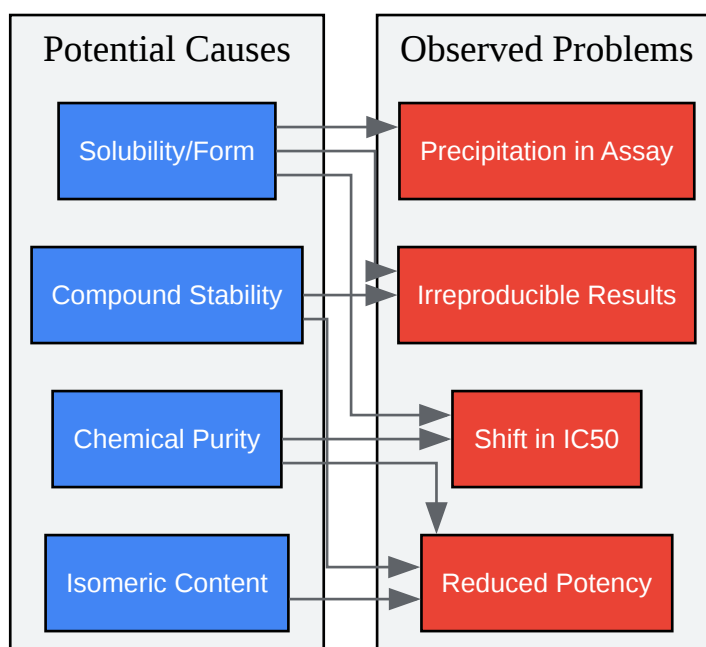 Potential Causes
Observed Problems
Solubility/Form
Precipitation in Assay
Compound Stability
Irreproducible Results
Chemical Purity
Shift in IC50
Isomeric Content
Reduced Potency